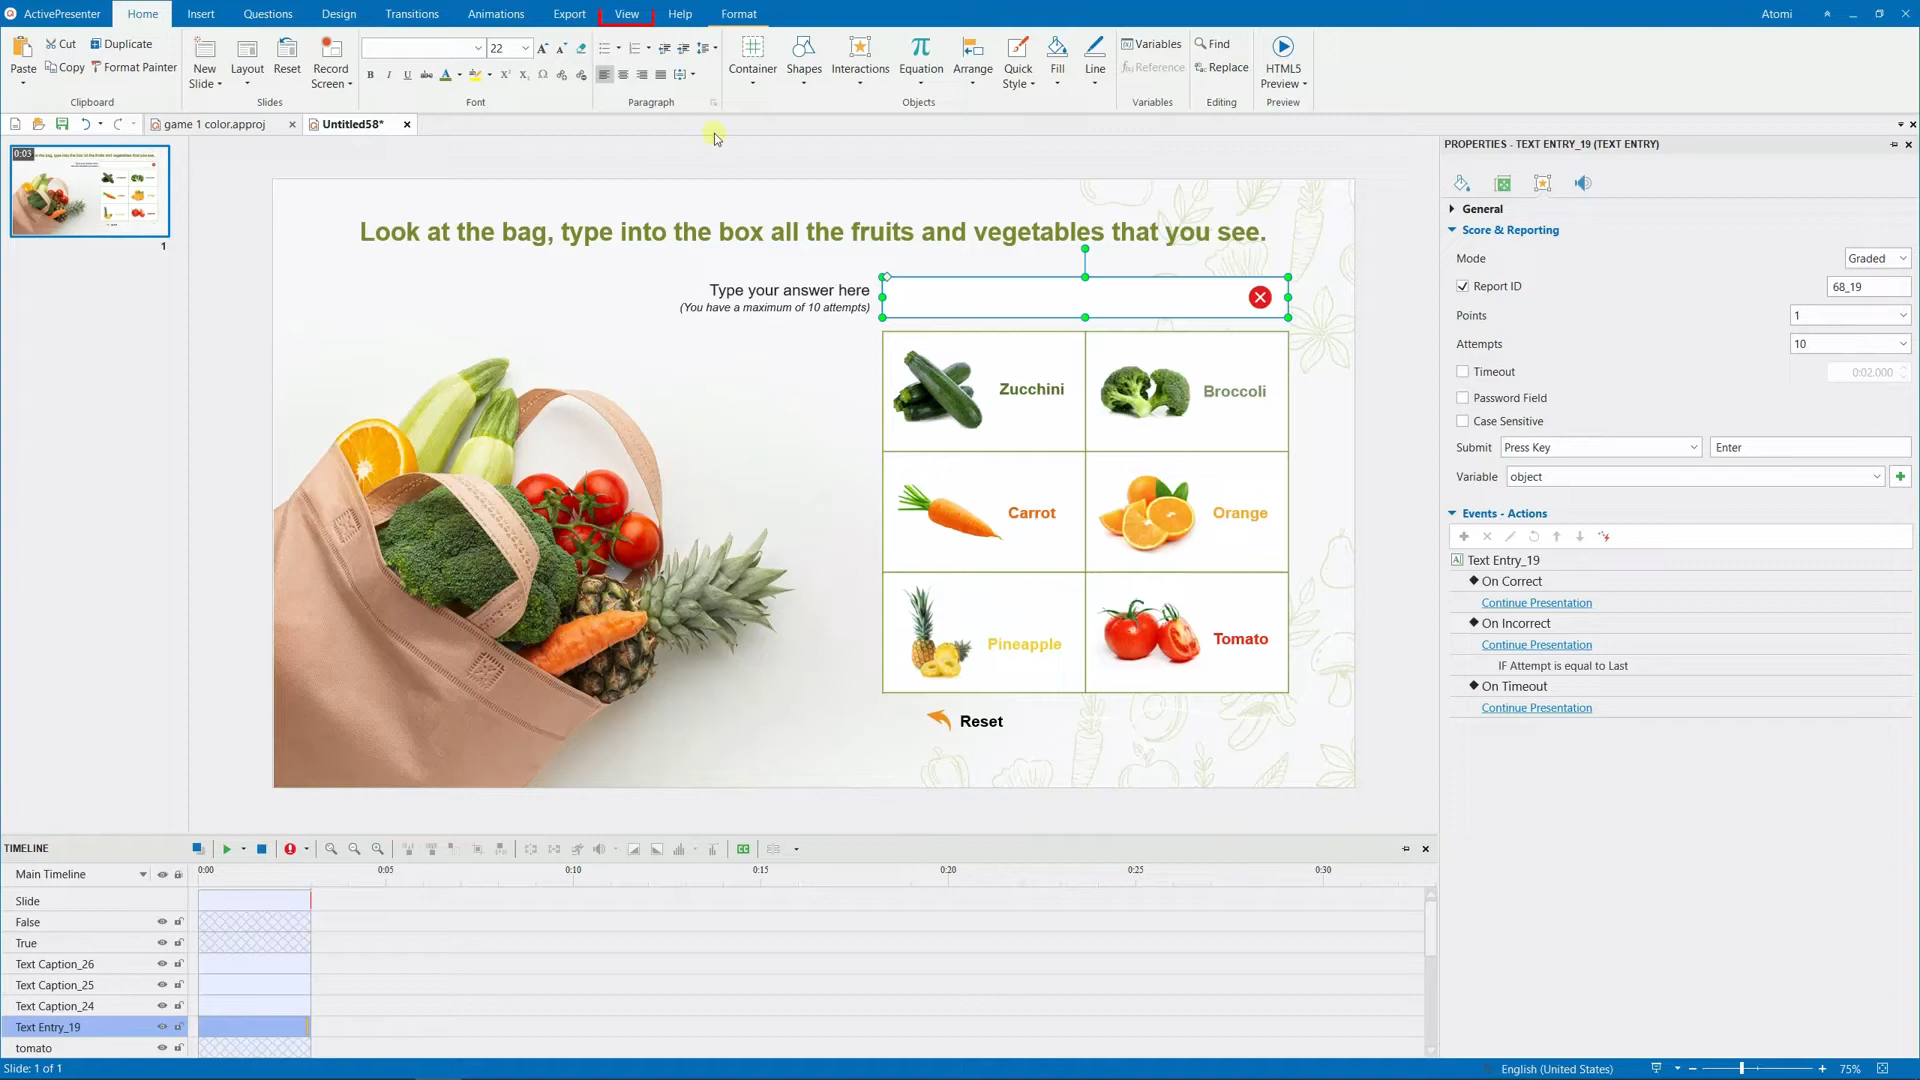 ActivePresenter
Home
Insert
Questions
Design
Transitions
Animations
Export
View
Help
Format
Atomi
Paste
Cut
Copy
Duplicate
Format Painter
Clipboard
New
Slide
Layout
Reset
Record
Screen
Slides
22
Font
Paragraph
Container
Shapes
Interactions
Equation
Arrange
Quick
Style
Fill
Line
Objects
Variables
Reference
Variables
Find
Replace
Editing
HTML5
Preview
Preview
game 1 color.approj
Untitled58*
0:03
1
Look at the bag, type into the box all the fruits and vegetables that you see.
Type your answer here
(You have a maximum of 10 attempts)
Zucchini
Broccoli
Carrot
Orange
Pineapple
Tomato
Reset
PROPERTIES - TEXT ENTRY_19 (TEXT ENTRY)
General
Score & Reporting
Mode
Graded
Report ID
68_19
Points
1
Attempts
10
Timeout
0:02.000
Password Field
Case Sensitive
Submit
Press Key
Enter
Variable
object
Events - Actions
Text Entry_19
On Correct
Continue Presentation
On Incorrect
Continue Presentation
IF Attempt is equal to Last
On Timeout
Continue Presentation
TIMELINE
Main Timeline
0:00
0:05
0:10
0:15
0:20
0:25
0:30
Slide
False
True
Text Caption_26
Text Caption_25
Text Caption_24
Text Entry_19
tomato
Slide: 1 of 1
English (United States)
75%